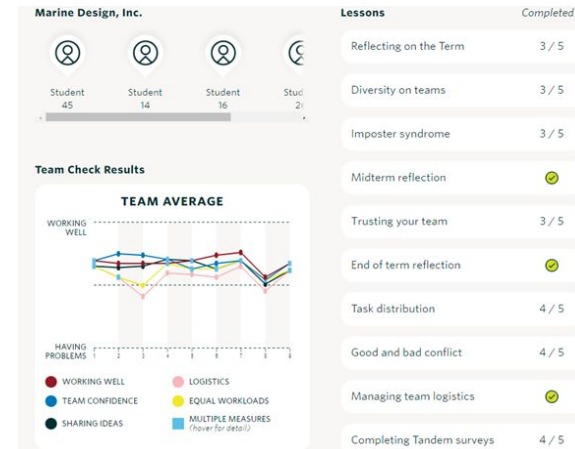 Marine Design, Inc.
Student
45
Student
14
Student
16
Team Check Results
TEAM AVERAGE
WORKING
WELL
HAVING
PROBLEMS
1 2 3 4 5 6 7 8 9
WORKING WELL
LOGISTICS
TEAM CONFIDENCE
EQUAL WORKLOADS
SHARING IDEAS
MULTIPLE MEASURES
(hover for detail)
Lessons Completed
Reflecting on the Term 3 / 5
Diversity on teams 3 / 5
Imposter syndrome 3 / 5
Midterm reflection
Trusting your team 3 / 5
End of term reflection
Task distribution 4 / 5
Good and bad conflict 4 / 5
Managing team logistics
Completing Tandem surveys 4 / 5